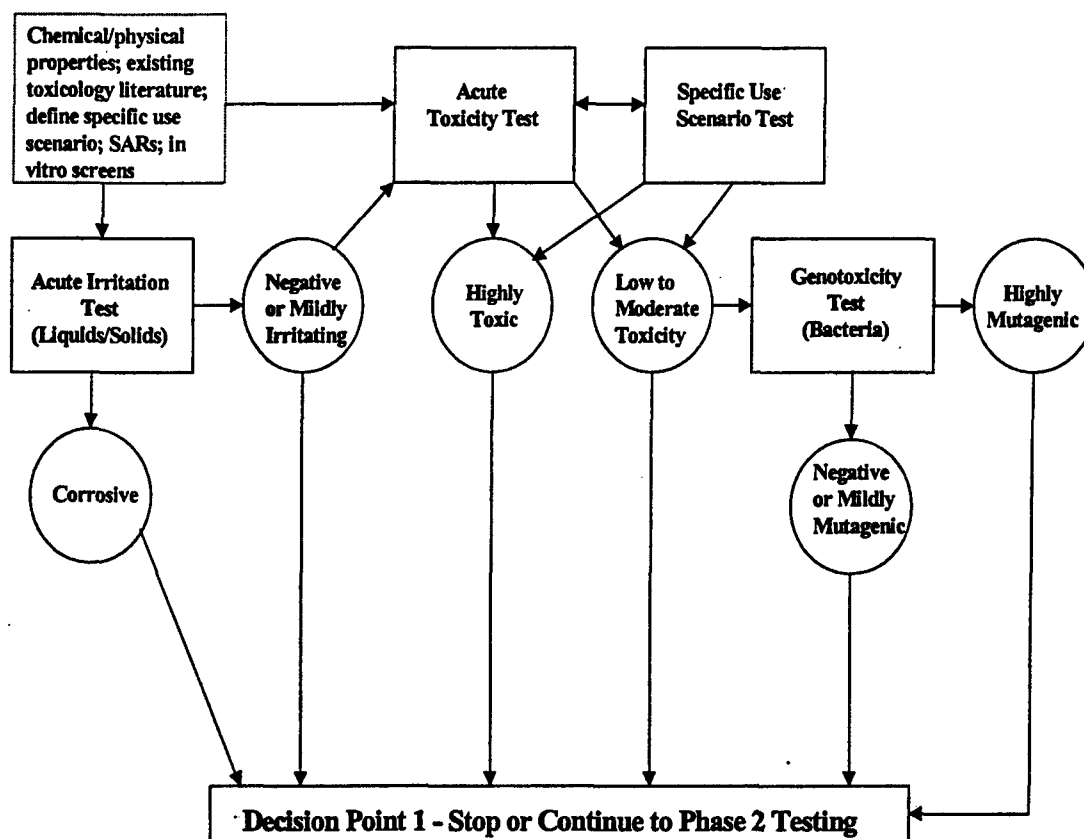 Chemical/physical
properties; existing
toxicology literature;
define specific use
scenario; SARs; in
vitro screens
Acute
Toxicity Test
Specific Use
Scenario Test
Acute Irritation
Test
(Liquids/Solids)
Negative
or Mildly
Irritating
Highly
Toxic
Low to
Moderate
Toxicity
Genotoxicity
Test
(Bacteria)
Highly
Mutagenic
Corrosive
Negative
or Mildly
Mutagenic
Decision Point 1 - Stop or Continue to Phase 2 Testing